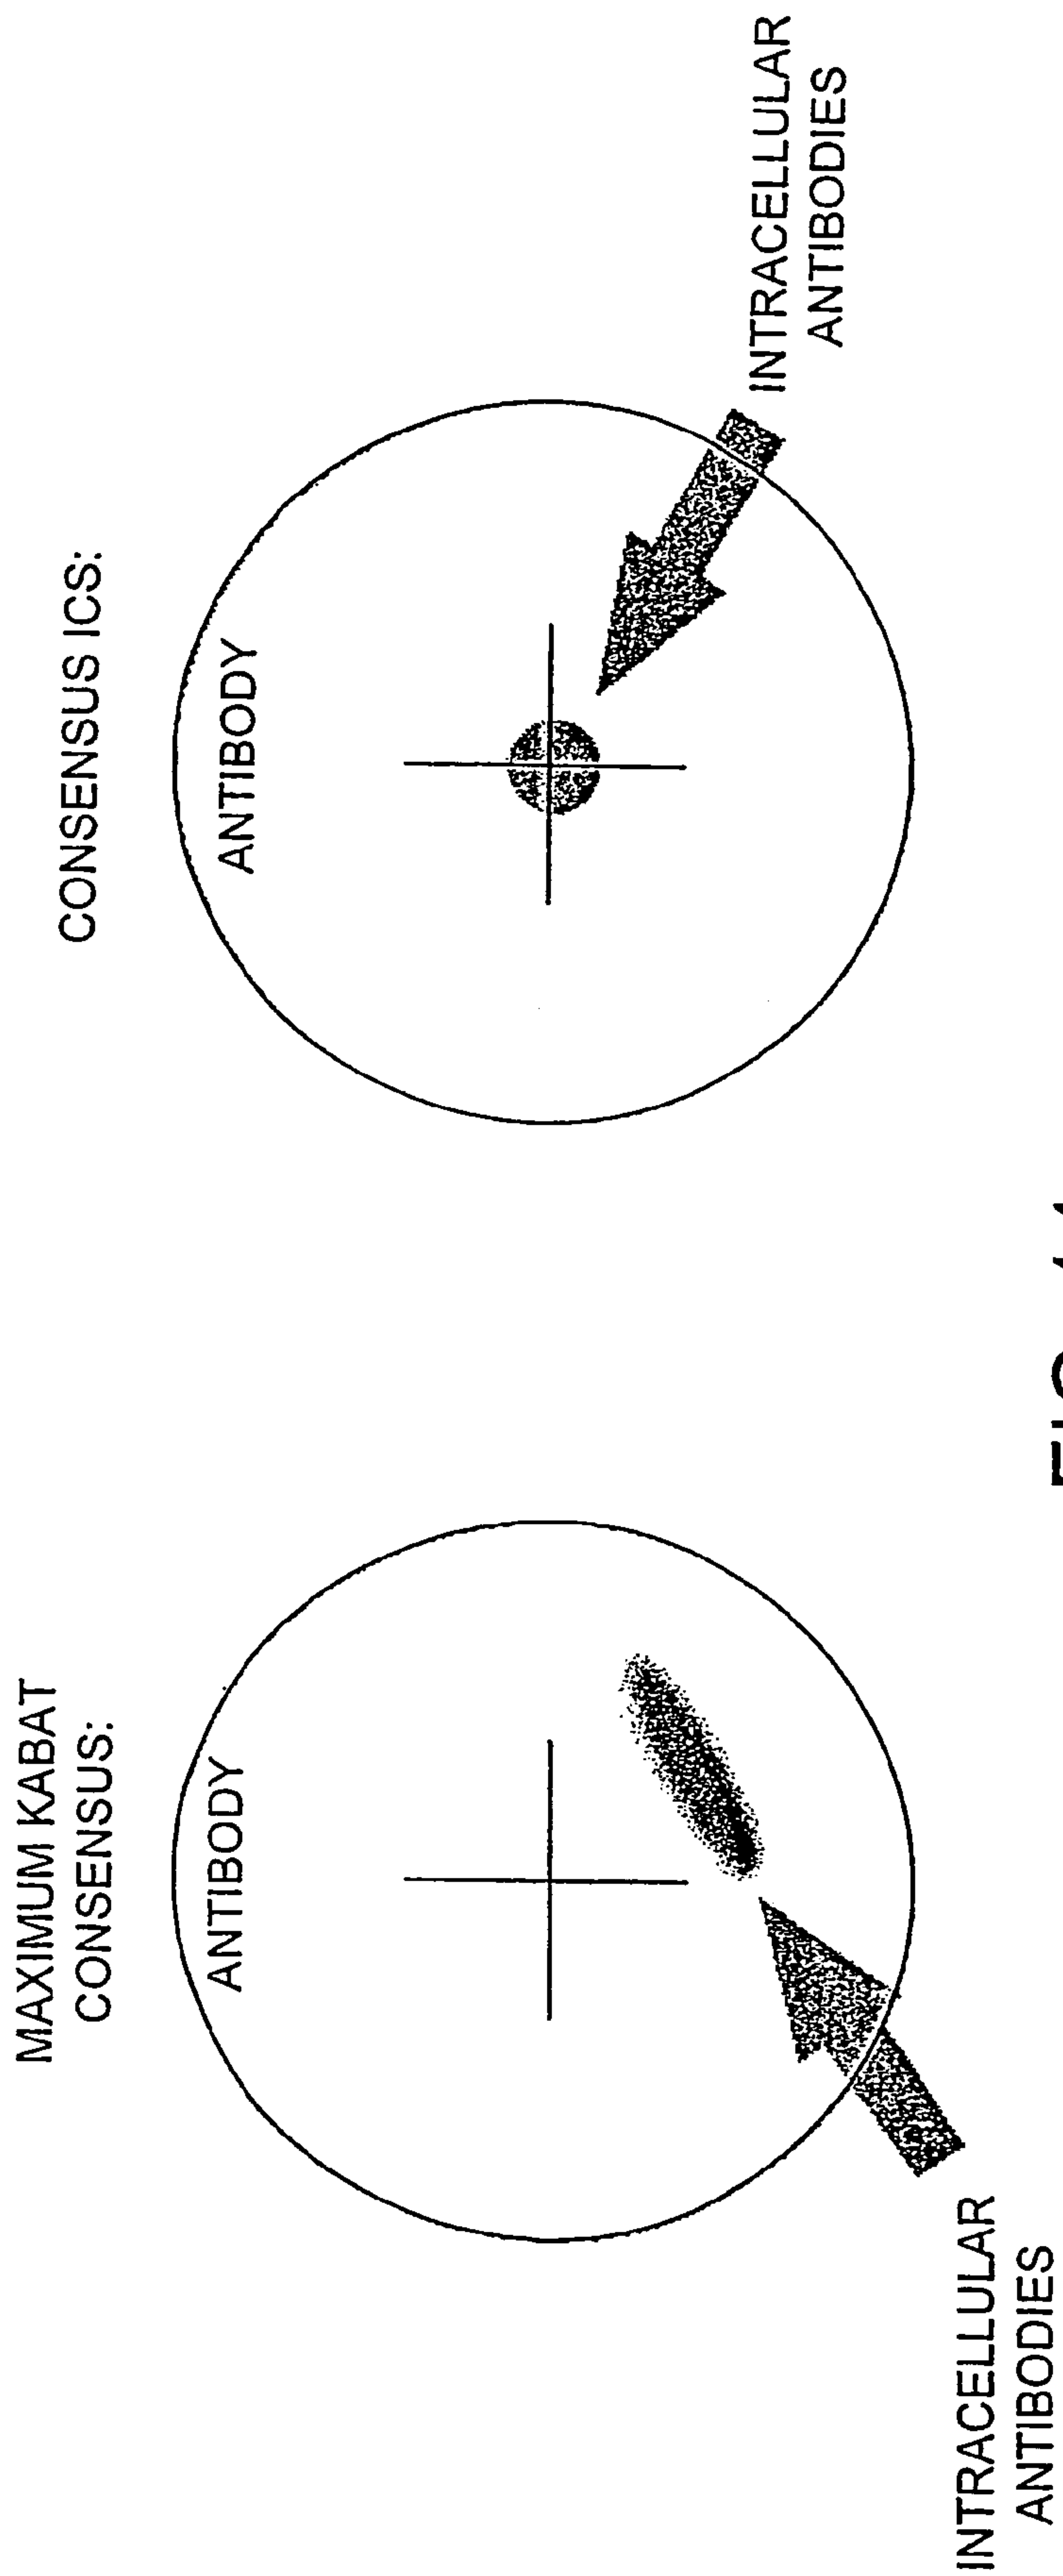 MAXIMUM KABAT
CONSENSUS:
ANTIBODY
INTRACELLULAR
ANTIBODIES
CONSENSUS ICS:
ANTIBODY
INTRACELLULAR
ANTIBODIES